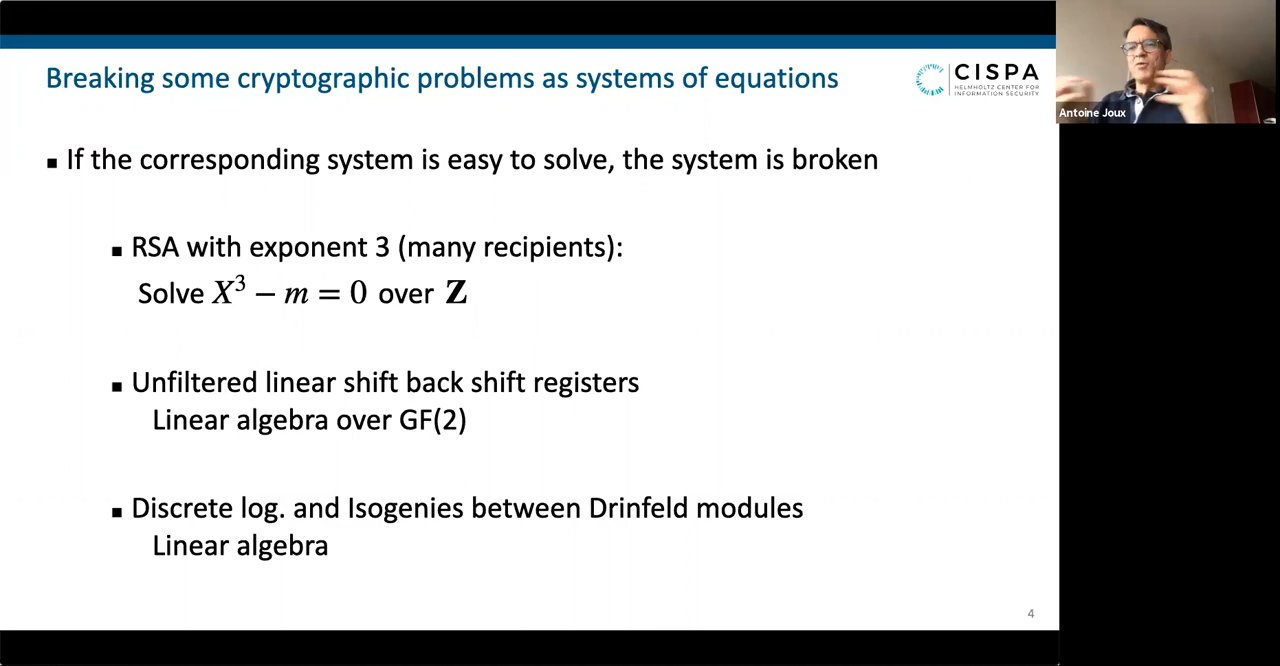 Breaking some cryptographic problems as systems of equations
CISPA
HELMHOLTZ CENTER FOR
INFORMATION SECURITY
Antoine Joux
▪ If the corresponding system is easy to solve, the system is broken
▪ RSA with exponent 3 (many recipients):
Solve X³ − m = 0 over Z
▪ Unfiltered linear shift back shift registers
Linear algebra over GF(2)
▪ Discrete log. and Isogenies between Drinfeld modules
Linear algebra
4